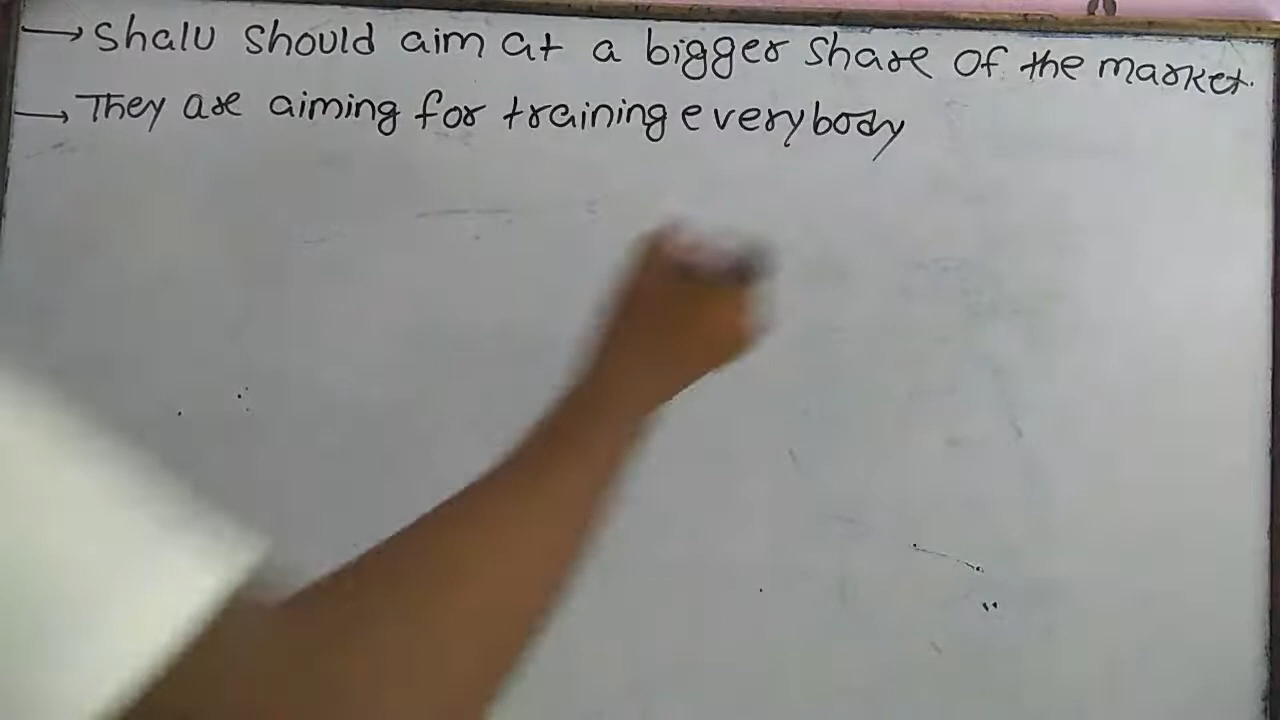 → Shalu should aim at a bigger share of the market.
→ They are aiming for training everybody